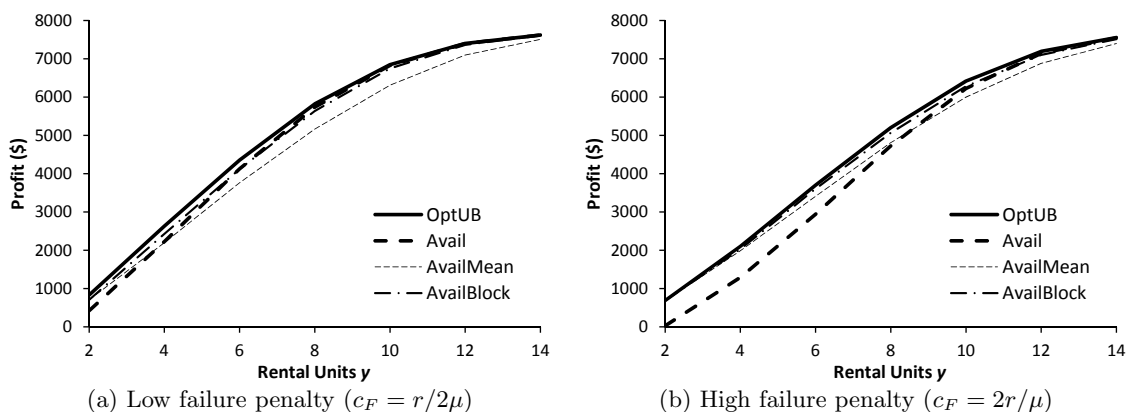 8000
7000
6000
5000
4000
3000
2000
1000
0
Profit ($)
2 4 6 8 10 12 14
Rental Units y
OptUB
Avail
AvailMean
AvailBlock
(a) Low failure penalty (c_F = r/2μ)
8000
7000
6000
5000
4000
3000
2000
1000
0
Profit ($)
2 4 6 8 10 12 14
Rental Units y
OptUB
Avail
AvailMean
AvailBlock
(b) High failure penalty (c_F = 2r/μ)